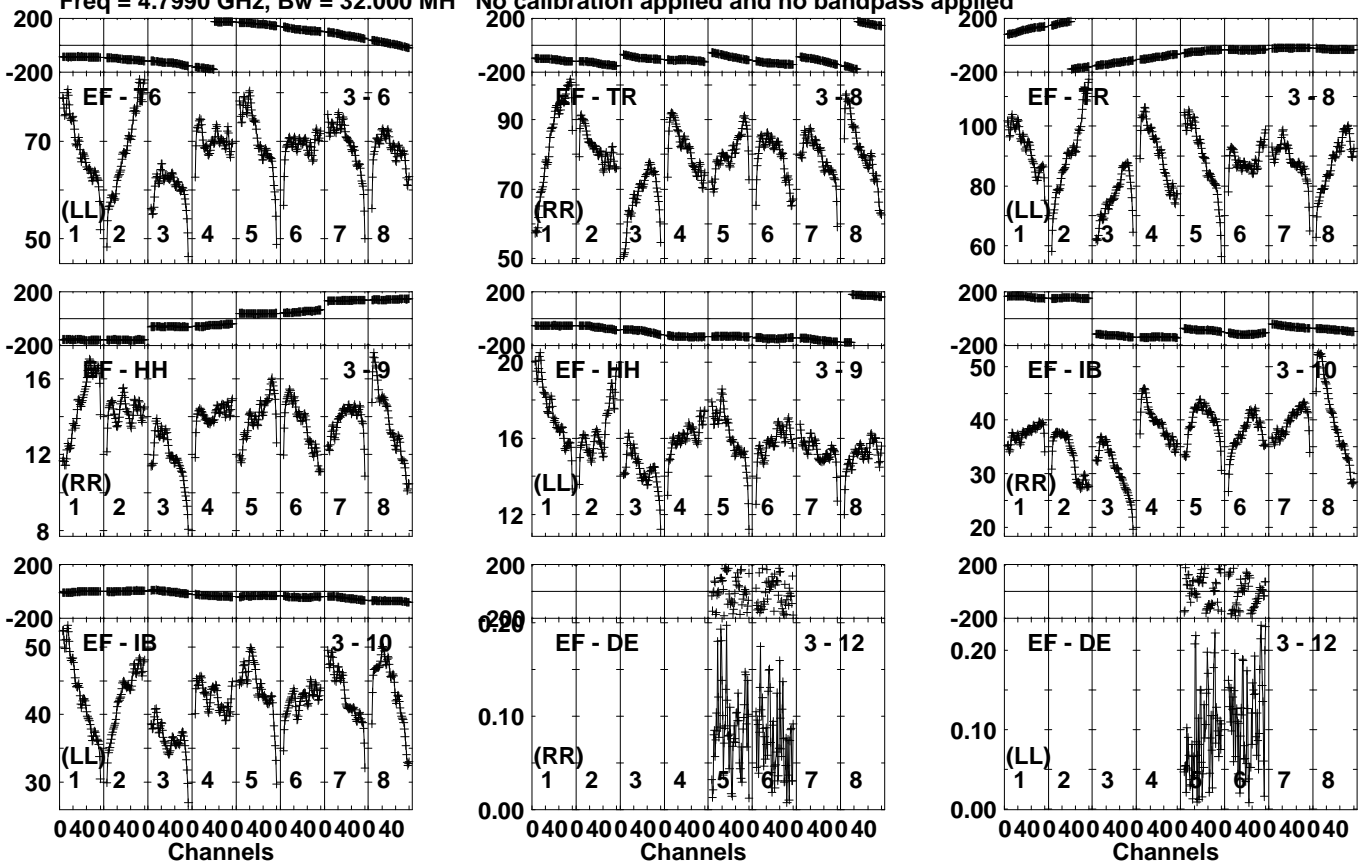 Freq = 4.7990 GHz, Bw = 32.000 MH No calibration applied and no bandpass applied
200
-200
EF - T6 3 - 6
70
50
(LL)
1 2 3 4 5 6 7 8
200
-200
EF - TR 3 - 8
90
70
50
(RR)
1 2 3 4 5 6 7 8
200
-200
EF - TR 3 - 8
100
80
60
(LL)
1 2 3 4 5 6 7 8
200
-200
EF - HH 3 - 9
16
12
8
(RR)
1 2 3 4 5 6 7 8
200
-200
20
EF - HH 3 - 9
16
12
(LL)
1 2 3 4 5 6 7 8
200
-200
50
EF - IB 3 - 10
40
30
20
(RR)
1 2 3 4 5 6 7 8
200
-200
EF - IB 3 - 10
50
40
30
(LL)
1 2 3 4 5 6 7 8
0 40 0 40 0 40 0 40 0 40 0 40 0 40 0 40
Channels
200
-200
0.20
EF - DE 3 - 12
0.10
0.00
(RR)
1 2 3 4 5 6 7 8
0 40 0 40 0 40 0 40 0 40 0 40 0 40 0 40
Channels
200
-200
EF - DE 3 - 12
0.20
0.10
0.00
(LL)
1 2 3 4 5 6 7 8
0 40 0 40 0 40 0 40 0 40 0 40 0 40 0 40
Channels